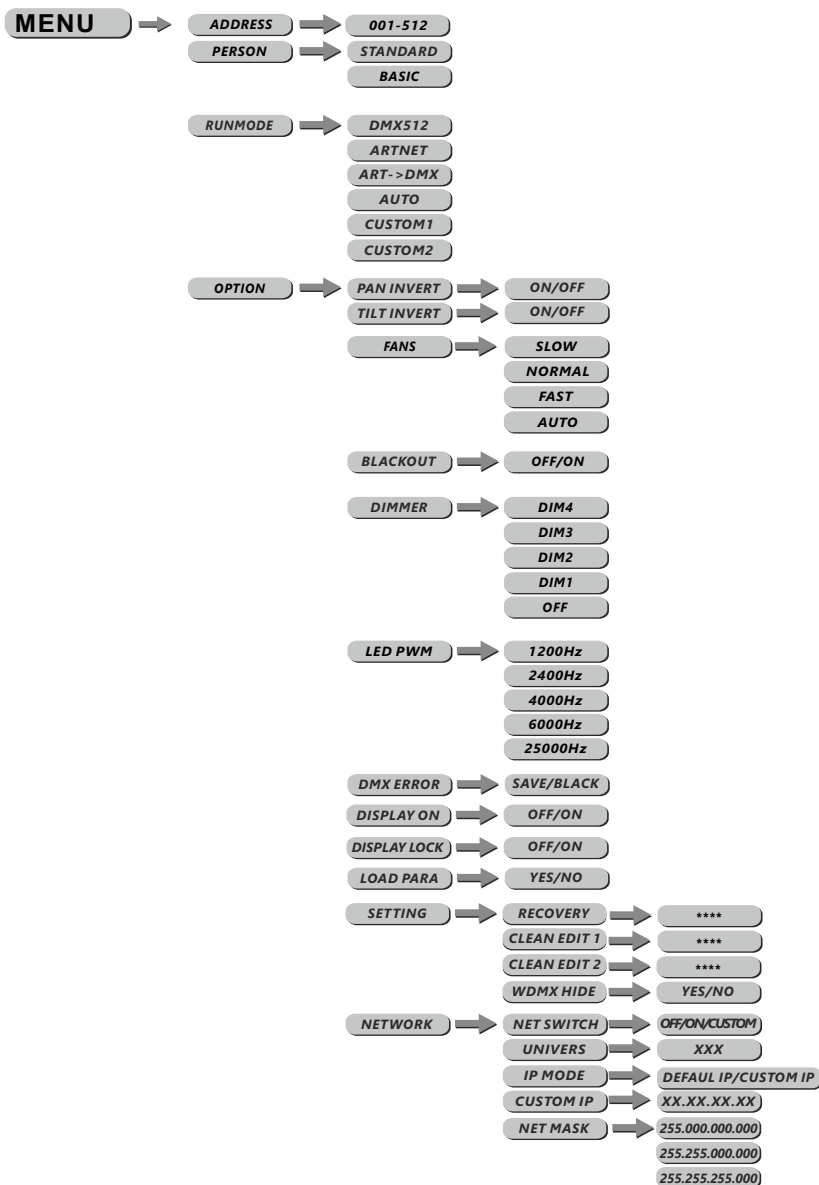 MENU ADDRESS 001-512
PERSON STANDARD
BASIC
RUNMODE DMX512
ARTNET
ART->DMX
AUTO
CUSTOM1
CUSTOM2
OPTION PAN INVERT ON/OFF
TILT INVERT ON/OFF
FANS SLOW
NORMAL
FAST
AUTO
BLACKOUT OFF/ON
DIMMER DIM4
DIM3
DIM2
DIM1
OFF
LED PWM 1200Hz
2400Hz
4000Hz
6000Hz
25000Hz
DMX ERROR SAVE/BLACK
DISPLAY ON OFF/ON
DISPLAY LOCK OFF/ON
LOAD PARA YES/NO
SETTING RECOVERY ****
CLEAN EDIT 1 ****
CLEAN EDIT 2 ****
WDMX HIDE YES/NO
NETWORK NET SWITCH OFF/ON/CUSTOM
UNIVERS XXX
IP MODE DEFAUL IP/CUSTOM IP
CUSTOM IP XX.XX.XX.XX
NET MASK 255.000.000.000
255.255.000.000
255.255.255.000